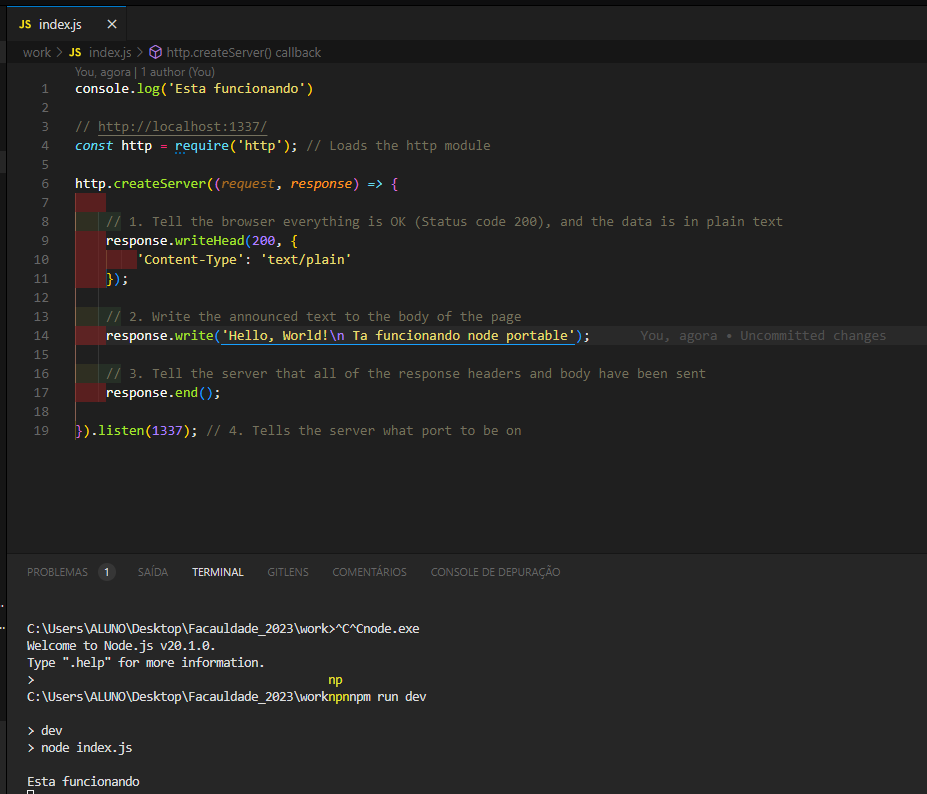 JS index.js ×
work > JS index.js > http.createServer() callback
You, agora | 1 author (You)
1 console.log('Esta funcionando')
2
3 // http://localhost:1337/
4 const http = require('http'); // Loads the http module
5
6 http.createServer((request, response) => {
7
8 // 1. Tell the browser everything is OK (Status code 200), and the data is in plain text
9 response.writeHead(200, {
10 'Content-Type': 'text/plain'
11 });
12
13 // 2. Write the announced text to the body of the page
14 response.write('Hello, World!\n Ta funcionando node portable'); You, agora • Uncommitted changes
15
16 // 3. Tell the server that all of the response headers and body have been sent
17 response.end();
18
19 }).listen(1337); // 4. Tells the server what port to be on
PROBLEMAS 1 SAÍDA TERMINAL GITLENS COMENTÁRIOS CONSOLE DE DEPURAÇÃO
C:\Users\ALUNO\Desktop\Facauldade_2023\work>^C^Cnode.exe
Welcome to Node.js v20.1.0.
Type ".help" for more information.
> np
C:\Users\ALUNO\Desktop\Facauldade_2023\worknpnnpm run dev
> dev
> node index.js
Esta funcionando